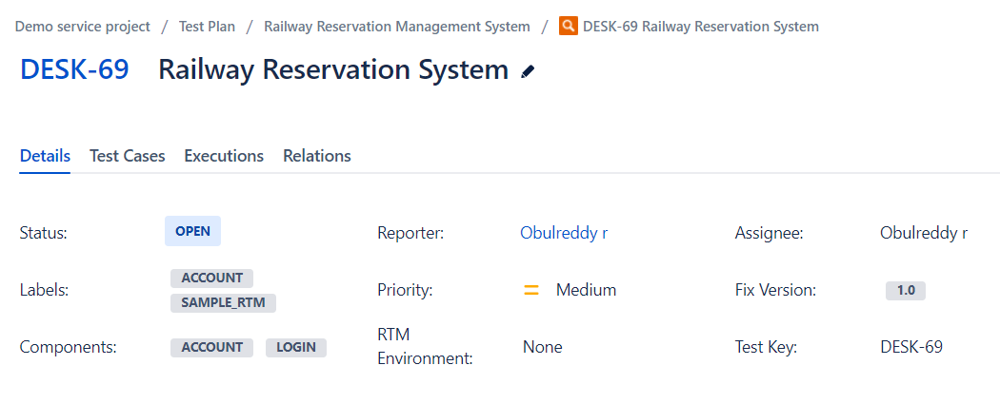 Demo service project / Test Plan / Railway Reservation Management System / DESK-69 Railway Reservation System
DESK-69 Railway Reservation System
Details Test Cases Executions Relations
Status: OPEN Reporter: Obulreddy r Assignee: Obulreddy r
Labels: ACCOUNT SAMPLE_RTM Priority: Medium Fix Version: 1.0
Components: ACCOUNT LOGIN RTM Environment: None Test Key: DESK-69